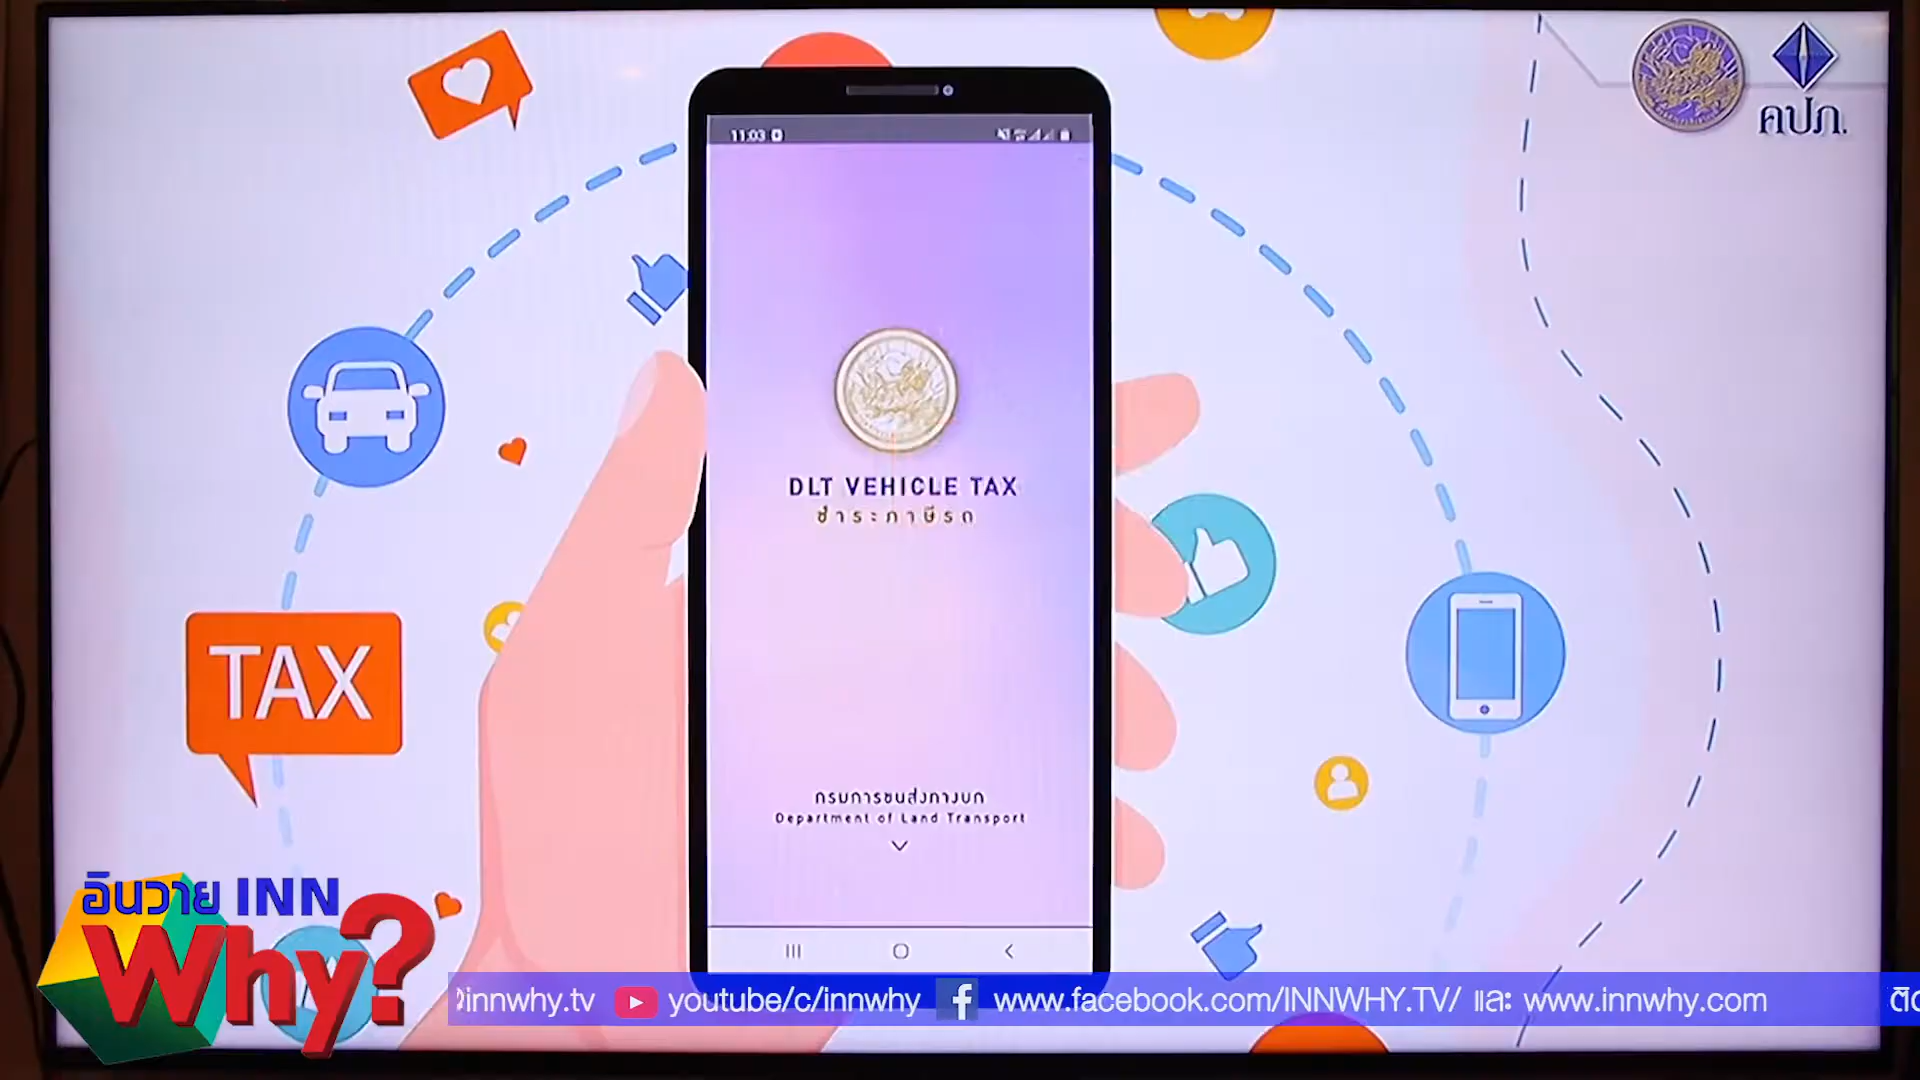 คปภ.
11:03
DLT VEHICLE TAX
ชำระภาษีรถ
TAX
กรมการขนส่งทางบก
Department of Land Transport
อินวาย INN
Why?
innwhy.tv youtube/c/innwhy www.facebook.com/INNWHY.TV/ และ www.innwhy.com